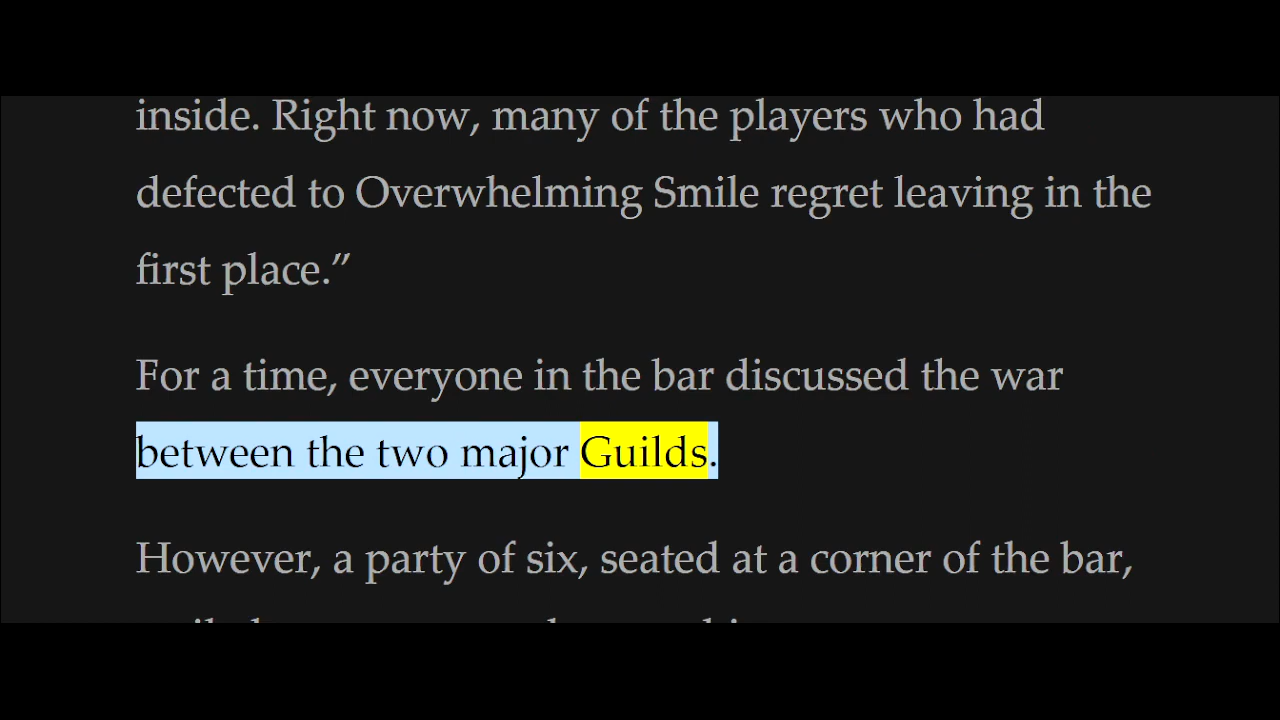 inside. Right now, many of the players who had
defected to Overwhelming Smile regret leaving in the
first place.”
For a time, everyone in the bar discussed the war
between the two major Guilds.
However, a party of six, seated at a corner of the bar,